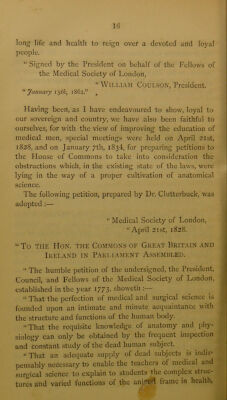 16
long life and health to reign over a devoted and loyal
people.
"Signed by the President on behalf of the Fellows of
the Medical Society of London,
"WILLIAM COULSON, President.
"January 13th, 1862."
Having been, as I have endeavoured to show, loyal to
our sovereign and country, we have also been faithful to
ourselves, for with the view of improving the education of
medical men, special meetings were held on April 21st,
1828, and on January 7th, 1834, for preparing petitions to
the House of Commons to take into consideration the
obstructions which, in the existing state of the laws, were
lying in the way of a proper cultivation of anatomical
science.
The following petition, prepared by Dr. Clutterbuck, was
adopted :—
"Medical Society of London,
"April 21st, 1828.
"TO THE HON. THE COMMONS OF GREAT BRITAIN AND
IRELAND IN PARLIAMENT ASSEMBLED.
"The humble petition of the undersigned, the President,
Council, and Fellows of the Medical Society of London,
established in the year 1773, showeth :—
"That the perfection of medical and surgical science is
founded upon an intimate and minute acquaintance with
the structure and functions of the human body.
"That the requisite knowledge of anatomy and phy-
siology can only be obtained by the frequent inspection
and constant study of the dead human subject.
"That an adequate supply of dead subjects is indis-
pensably necessary to enable the teachers of medical and
surgical science to explain to students the complex struc-
tures and varied functions of the animal frame in health,